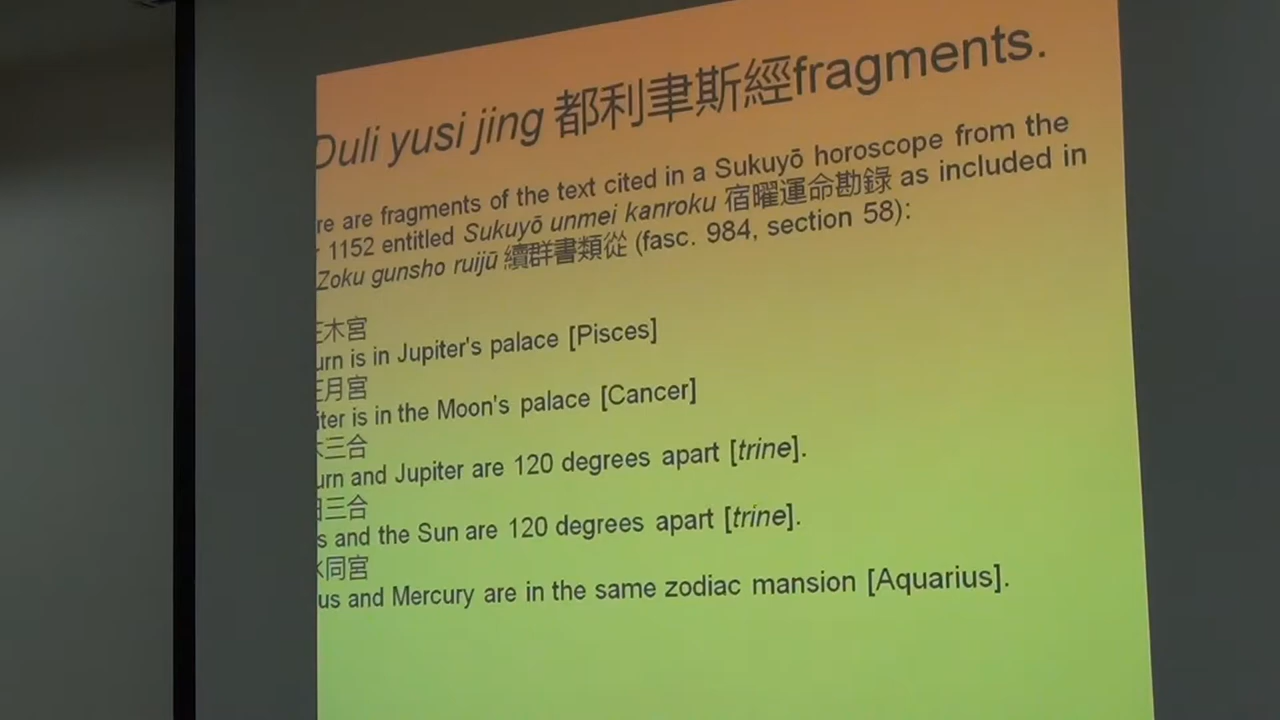 Duli yusi jing 都利聿斯經fragments.
re are fragments of the text cited in a Sukuyō horoscope from the
r 1152 entitled Sukuyō unmei kanroku 宿曜運命勘錄 as included in
Zoku gunsho ruijū 續群書類從 (fasc. 984, section 58):
木宮
urn is in Jupiter's palace [Pisces]
月宮
iter is in the Moon's palace [Cancer]
三合
urn and Jupiter are 120 degrees apart [trine].
三合
s and the Sun are 120 degrees apart [trine].
同宮
us and Mercury are in the same zodiac mansion [Aquarius].